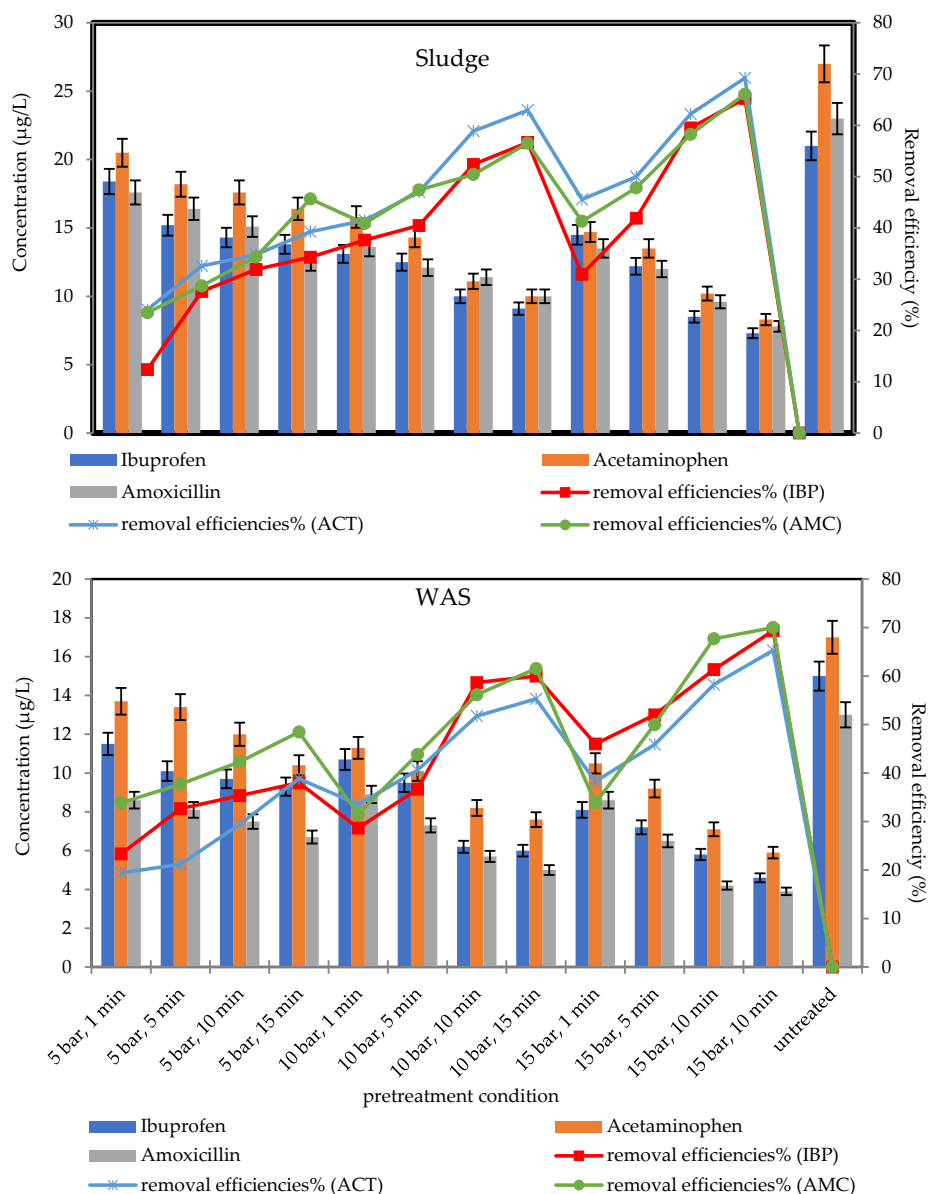 Sludge
Concentration (µg/L)
30
25
20
15
10
5
0
80
70
60
50
40
30
20
10
0
Removal efficienciy (%)
Ibuprofen
Acetaminophen
Amoxicillin
removal efficiencies% (IBP)
removal efficiencies% (ACT)
removal efficiencies% (AMC)
WAS
Concentration (µg/L)
20
18
16
14
12
10
8
6
4
2
0
80
70
60
50
40
30
20
10
0
Removal efficienciy (%)
5 bar, 1 min
5 bar, 5 min
5 bar, 10 min
5 bar, 15 min
10 bar, 1 min
10 bar, 5 min
10 bar, 10 min
10 bar, 15 min
15 bar, 1 min
15 bar, 5 min
15 bar, 10 min
15 bar, 10 min
untreated
pretreatment condition
Ibuprofen
Acetaminophen
Amoxicillin
removal efficiencies% (IBP)
removal efficiencies% (ACT)
removal efficiencies% (AMC)